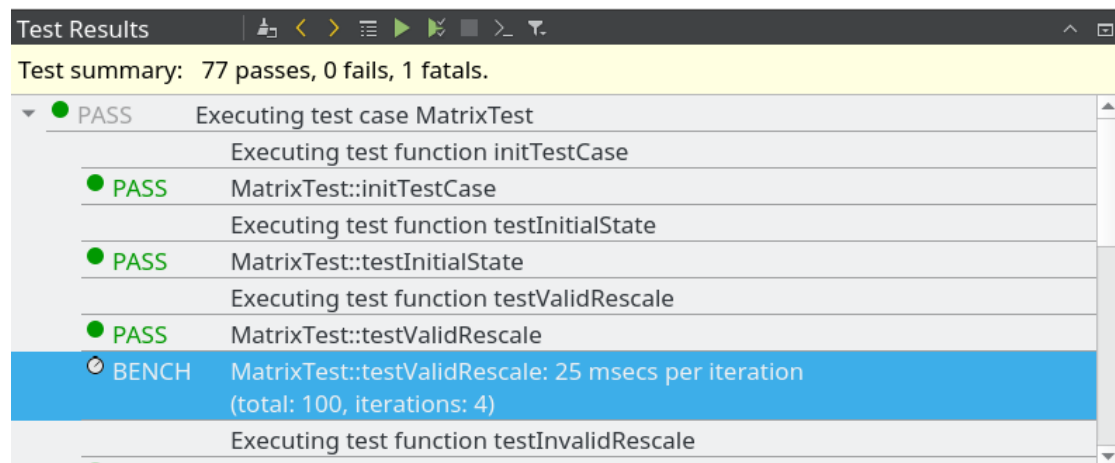 Test Results
Test summary: 77 passes, 0 fails, 1 fatals.
PASS Executing test case MatrixTest
Executing test function initTestCase
PASS MatrixTest::initTestCase
Executing test function testInitialState
PASS MatrixTest::testInitialState
Executing test function testValidRescale
PASS MatrixTest::testValidRescale
BENCH MatrixTest::testValidRescale: 25 msecs per iteration
(total: 100, iterations: 4)
Executing test function testInvalidRescale